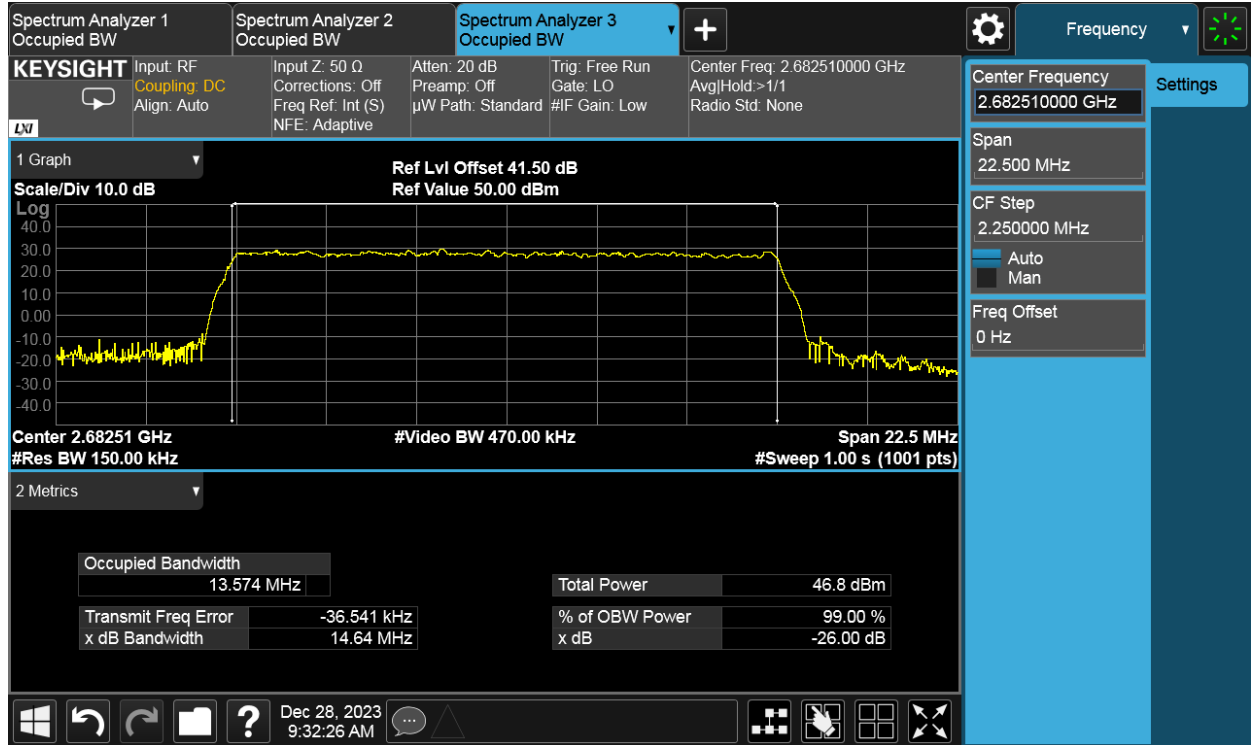 Spectrum Analyzer 1
Occupied BW
Spectrum Analyzer 2
Occupied BW
Spectrum Analyzer 3
Occupied BW
Frequency
KEYSIGHT
LXI
Input: RF
Coupling: DC
Align: Auto
Input Z: 50 Ω
Corrections: Off
Freq Ref: Int (S)
NFE: Adaptive
Atten: 20 dB
Preamp: Off
µW Path: Standard
Trig: Free Run
Gate: LO
#IF Gain: Low
Center Freq: 2.682510000 GHz
Avg|Hold:>1/1
Radio Std: None
Center Frequency
2.682510000 GHz
Settings
Span
22.500 MHz
CF Step
2.250000 MHz
Auto
Man
Freq Offset
0 Hz
1 Graph
Scale/Div 10.0 dB
Ref Lvl Offset 41.50 dB
Ref Value 50.00 dBm
Log
40.0
30.0
20.0
10.0
0.00
-10.0
-20.0
-30.0
-40.0
Center 2.68251 GHz
#Video BW 470.00 kHz
Span 22.5 MHz
#Res BW 150.00 kHz
#Sweep 1.00 s (1001 pts)
2 Metrics
Occupied Bandwidth
13.574 MHz
Total Power 46.8 dBm
Transmit Freq Error -36.541 kHz
% of OBW Power 99.00 %
x dB Bandwidth 14.64 MHz
x dB -26.00 dB
?
Dec 28, 2023
9:32:26 AM